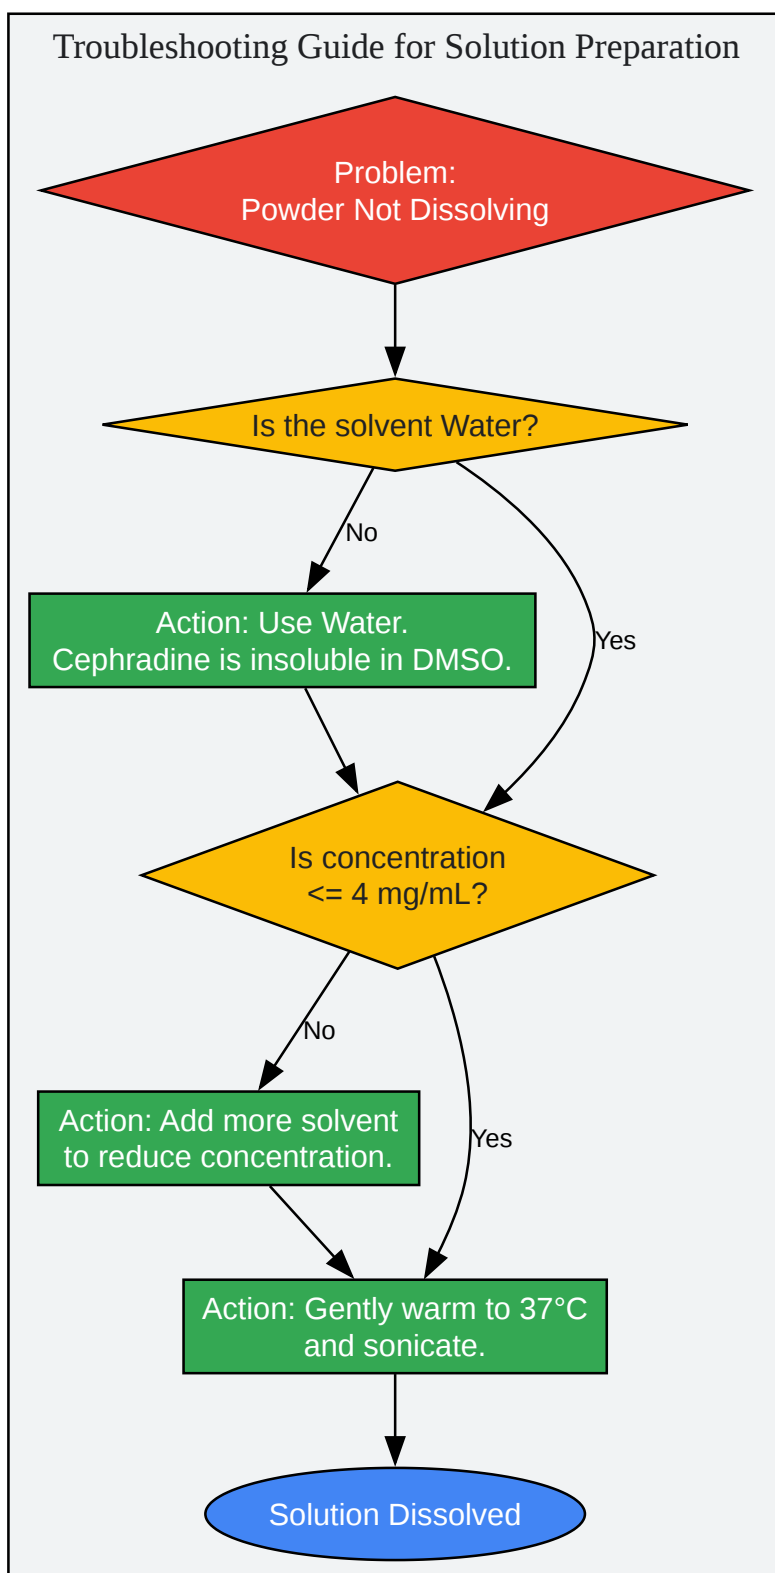 Troubleshooting Guide for Solution Preparation
Problem:
Powder Not Dissolving
Is the solvent Water?
No
Action: Use Water.
Cephradine is insoluble in DMSO.
Yes
Is concentration
<= 4 mg/mL?
No
Action: Add more solvent
to reduce concentration.
Yes
Action: Gently warm to 37°C
and sonicate.
Solution Dissolved